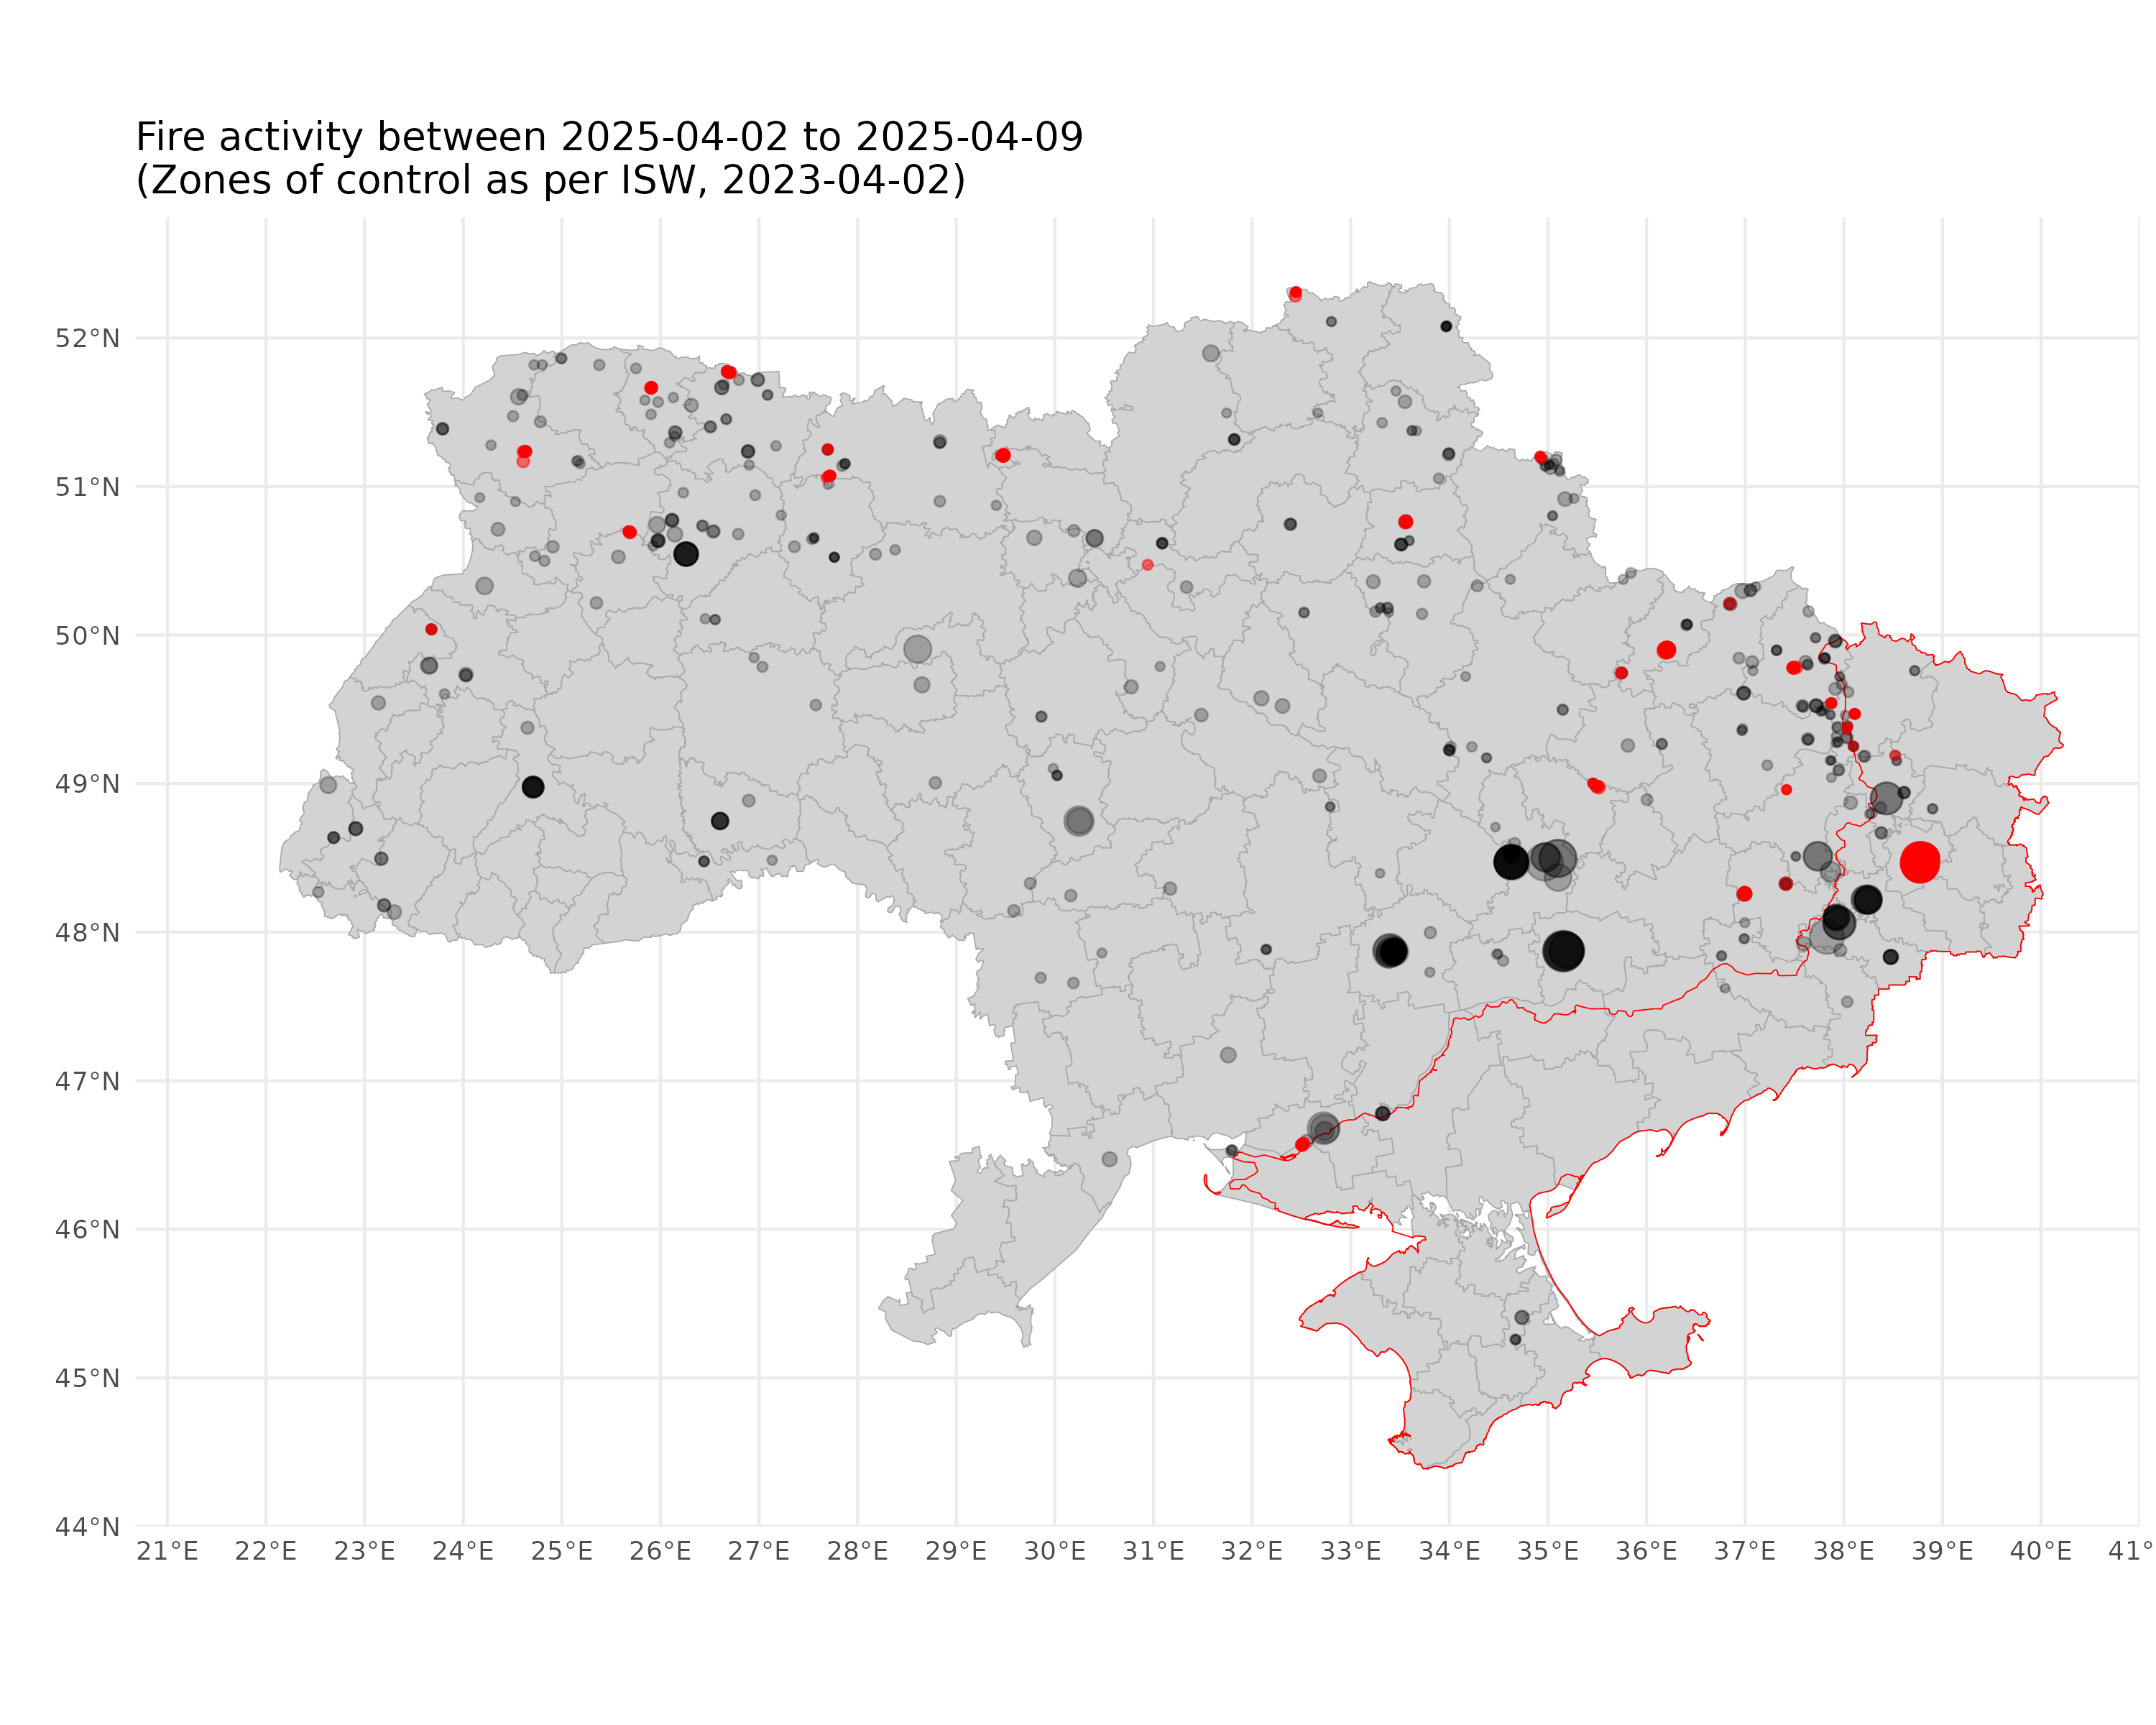 Fire activity between 2025-04-02 to 2025-04-09
(Zones of control as per ISW, 2023-04-02)
52°N
51°N
50°N
49°N
48°N
47°N
46°N
45°N
44°N
21°E 22°E 23°E 24°E 25°E 26°E 27°E 28°E 29°E 30°E 31°E 32°E 33°E 34°E 35°E 36°E 37°E 38°E 39°E 40°E 41°